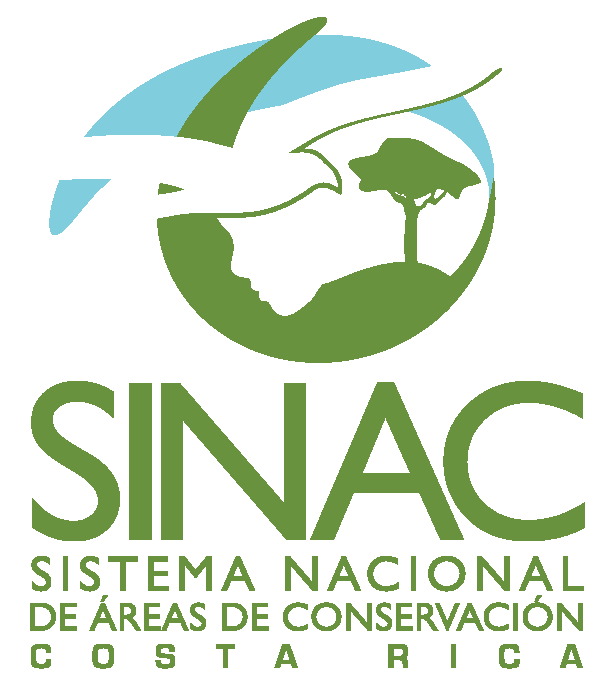 SINAC
SISTEMA NACIONAL
DE ÁREAS DE CONSERVACIÓN
COSTA RICA